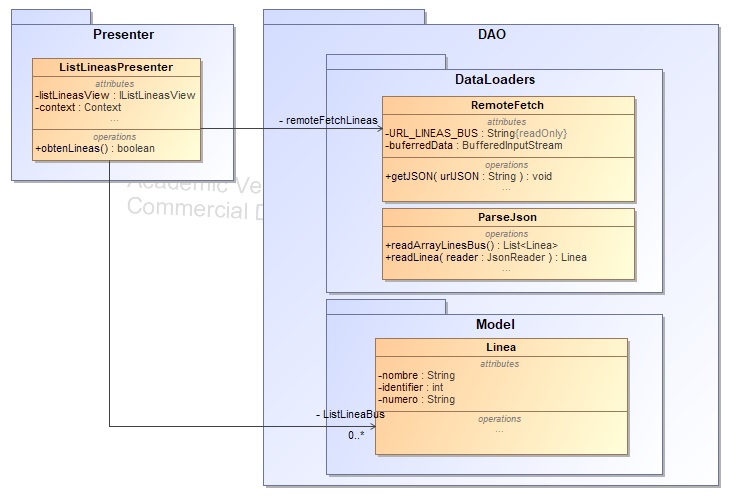 Presenter
ListLineasPresenter
attributes
-listLineasView : IListLineasView
-context : Context
...
operations
+obtenLineas() : boolean
Academic Ve
Commercial D
- remoteFetchLineas
- ListLineaBus
0..*
DAO
DataLoaders
RemoteFetch
attributes
-URL_LINEAS_BUS : String{readOnly}
-buferredData : BufferedInputStream
operations
+getJSON( urlJSON : String ) : void
...
ParseJson
operations
+readArrayLinesBus() : List<Linea>
+readLinea( reader : JsonReader ) : Linea
...
Model
Linea
attributes
-nombre : String
-identifier : int
-numero : String
operations
...